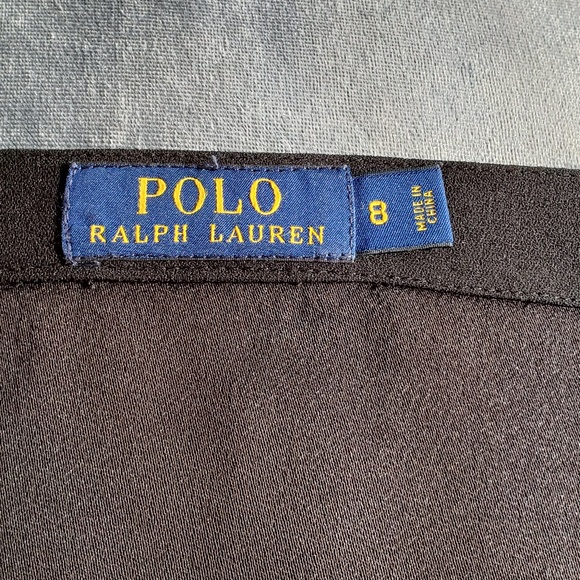 POLO
RALPH LAUREN
8
MADE IN
CHINA